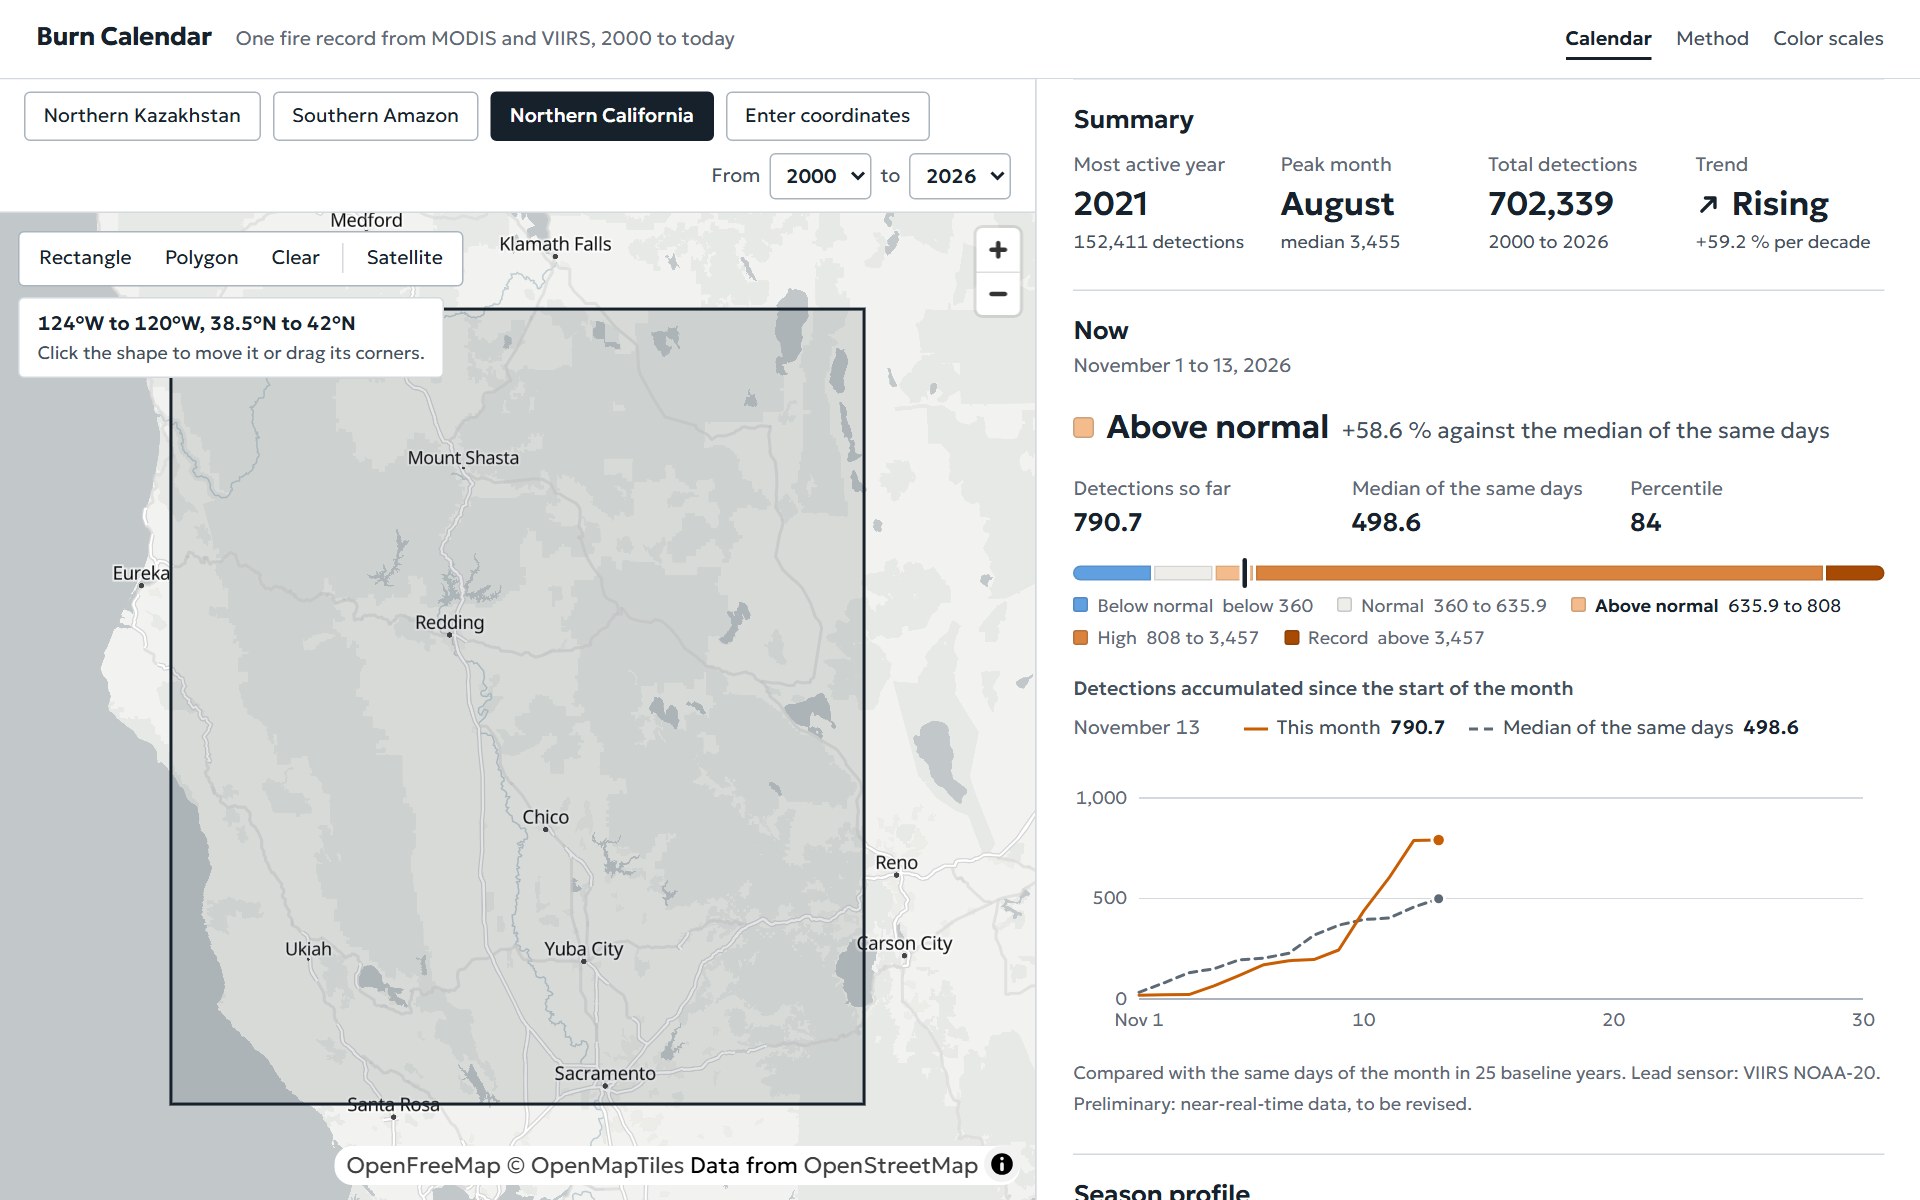 Burn Calendar
One fire record from MODIS and VIIRS, 2000 to today
Calendar
Method
Color scales
Northern Kazakhstan
Southern Amazon
Northern California
Enter coordinates
From 2000 to 2026
Medford
Klamath Falls
Rectangle
Polygon
Clear
Satellite
124°W to 120°W, 38.5°N to 42°N
Click the shape to move it or drag its corners.
+
−
Mount Shasta
Eureka
Redding
Chico
Reno
Ukiah
Yuba City
Carson City
Sacramento
Santa Rosa
OpenFreeMap © OpenMapTiles Data from OpenStreetMap
Summary
Most active year
2021
152,411 detections
Peak month
August
median 3,455
Total detections
702,339
2000 to 2026
Trend
↗ Rising
+59.2 % per decade
Now
November 1 to 13, 2026
Above normal +58.6 % against the median of the same days
Detections so far
790.7
Median of the same days
498.6
Percentile
84
Below normal below 360
Normal 360 to 635.9
Above normal 635.9 to 808
High 808 to 3,457
Record above 3,457
Detections accumulated since the start of the month
November 13
This month 790.7
Median of the same days 498.6
1,000
500
0
Nov 1
10
20
30
Compared with the same days of the month in 25 baseline years. Lead sensor: VIIRS NOAA-20.
Preliminary: near-real-time data, to be revised.
Season profile